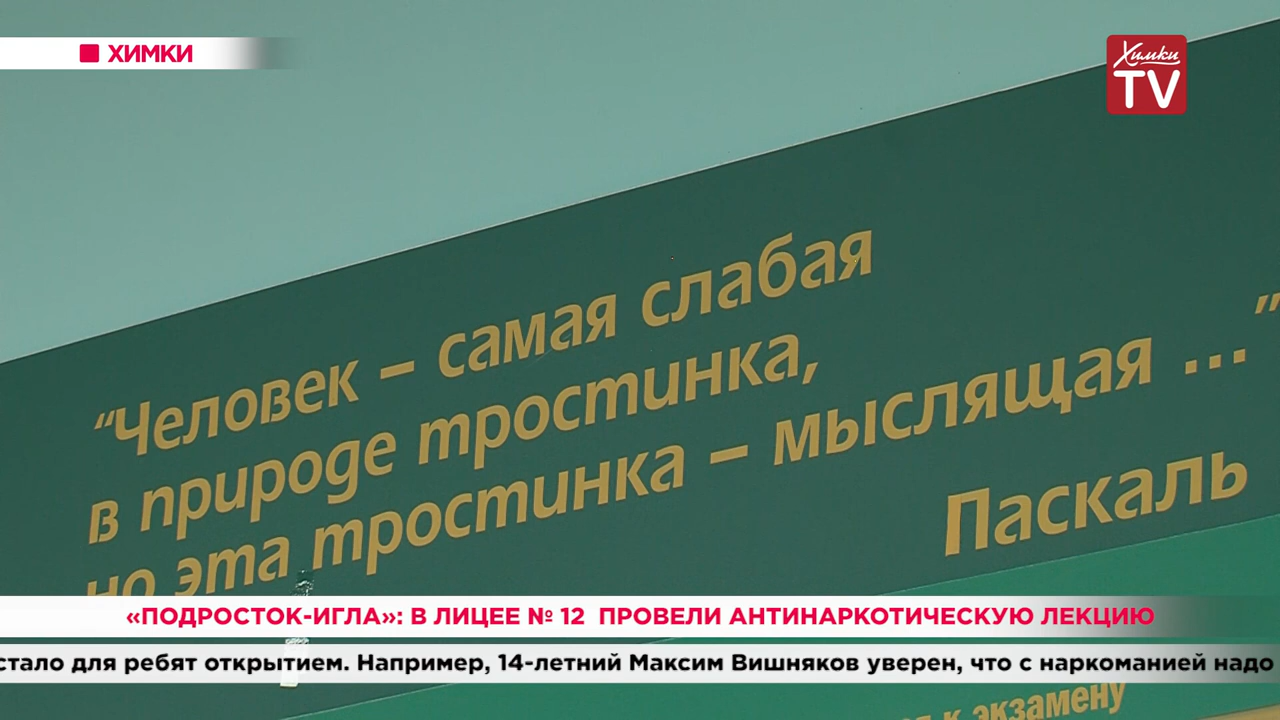 ХИМКИ
Химки
TV
“Человек – самая слабая
в природе тростинка,
но эта тростинка – мыслящая ... ”
Паскаль
«ПОДРОСТОК-ИГЛА»: В ЛИЦЕЕ № 12 ПРОВЕЛИ АНТИНАРКОТИЧЕСКУЮ ЛЕКЦИЮ
стало для ребят открытием. Например, 14-летний Максим Вишняков уверен, что с наркоманией надо
к экзамену